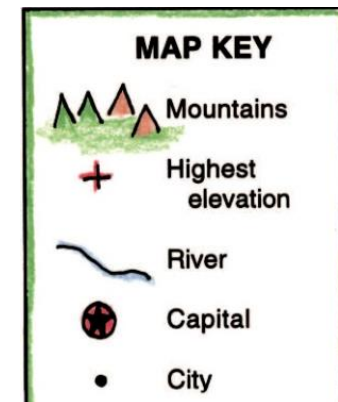 MAP KEY
Mountains
Highest
elevation
River
Capital
City